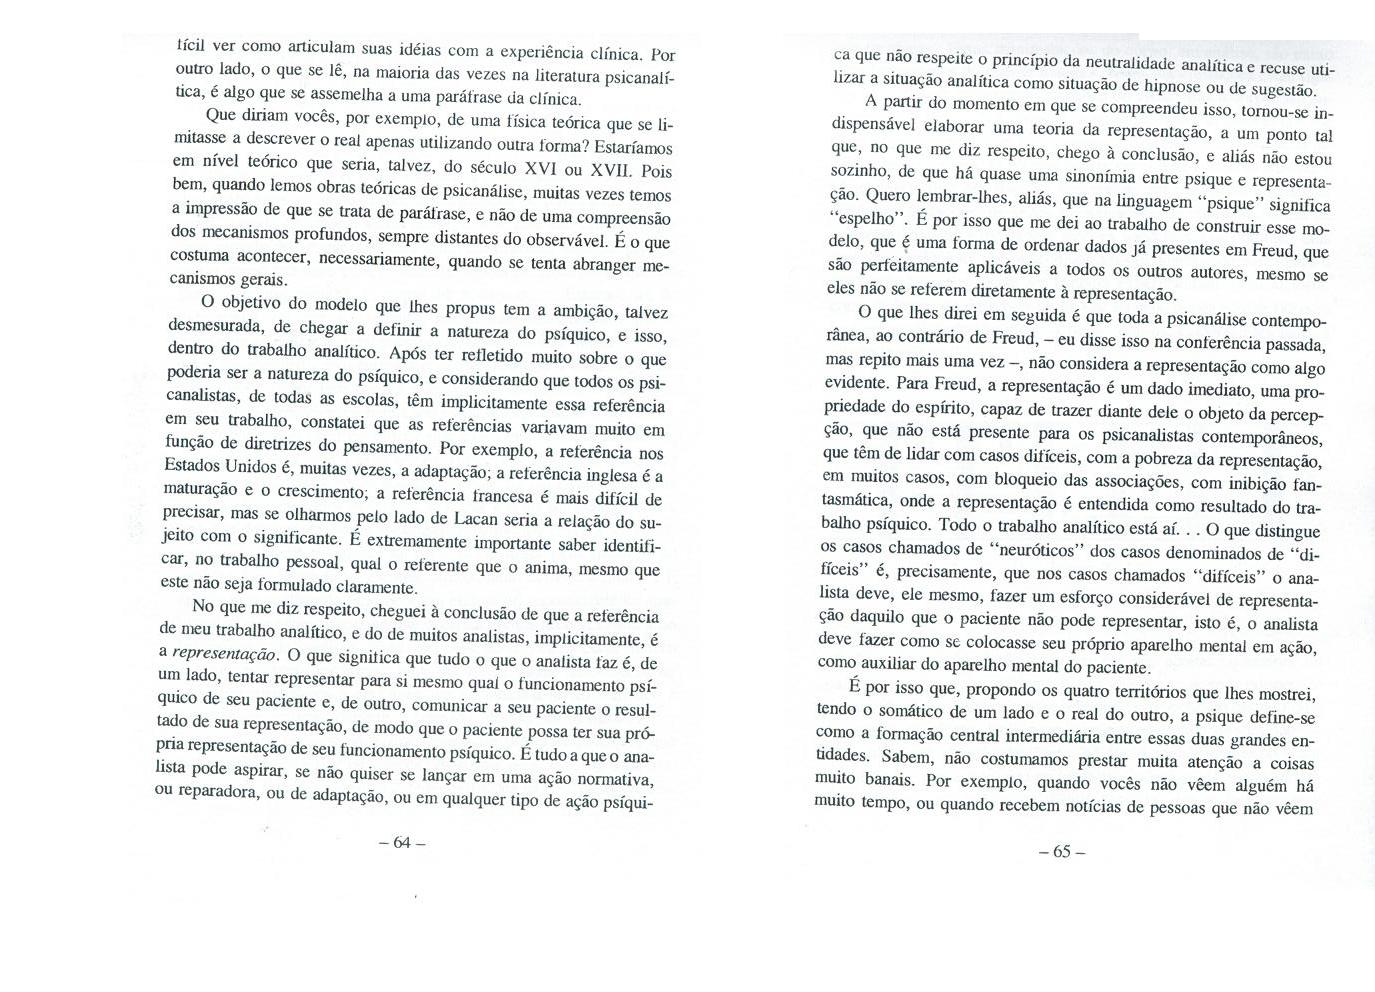 fícil ver como articulam suas idéias com a experiência clínica. Por
outro lado, o que se lê, na maioria das vezes na literatura psicanalí-
tica, é algo que se assemelha a uma paráfrase da clínica.
Que diriam vocês, por exemplo, de uma física teórica que se li-
mitasse a descrever o real apenas utilizando outra forma? Estaríamos
em nível teórico que seria, talvez, do século XVI ou XVII. Pois
bem, quando lemos obras teóricas de psicanálise, muitas vezes temos
a impressão de que se trata de paráfrase, e não de uma compreensão
dos mecanismos profundos, sempre distantes do observável. É o que
costuma acontecer, necessariamente, quando se tenta abranger me-
canismos gerais.
O objetivo do modelo que lhes propus tem a ambição, talvez
desmesurada, de chegar a definir a natureza do psíquico, e isso,
dentro do trabalho analítico. Após ter refletido muito sobre o que
poderia ser a natureza do psíquico, e considerando que todos os psi-
canalistas, de todas as escolas, têm implicitamente essa referência
em seu trabalho, constatei que as referências variavam muito em
função de diretrizes do pensamento. Por exemplo, a referência nos
Estados Unidos é, muitas vezes, a adaptação; a referência inglesa é a
maturação e o crescimento; a referência francesa é mais difícil de
precisar, mas se olharmos pelo lado de Lacan seria a relação do su-
jeito com o significante. É extremamente importante saber identifi-
car, no trabalho pessoal, qual o referente que o anima, mesmo que
este não seja formulado claramente.
No que me diz respeito, cheguei à conclusão de que a referência
de meu trabalho analítico, e do de muitos analistas, implicitamente, é
a representação. O que significa que tudo o que o analista faz é, de
um lado, tentar representar para si mesmo qual o funcionamento psí-
quico de seu paciente e, de outro, comunicar a seu paciente o resul-
tado de sua representação, de modo que o paciente possa ter sua pró-
pria representação de seu funcionamento psíquico. É tudo a que o ana-
lista pode aspirar, se não quiser se lançar em uma ação normativa,
ou reparadora, ou de adaptação, ou em qualquer tipo de ação psíqui-
– 64 –
ca que não respeite o princípio da neutralidade analítica e recuse uti-
lizar a situação analítica como situação de hipnose ou de sugestão.
A partir do momento em que se compreendeu isso, tornou-se in-
dispensável elaborar uma teoria da representação, a um ponto tal
que, no que me diz respeito, chego à conclusão, e aliás não estou
sozinho, de que há quase uma sinonímia entre psique e representa-
ção. Quero lembrar-lhes, aliás, que na linguagem "psique" significa
"espelho". É por isso que me dei ao trabalho de construir esse mo-
delo, que é uma forma de ordenar dados já presentes em Freud, que
são perfeitamente aplicáveis a todos os outros autores, mesmo se
eles não se referem diretamente à representação.
O que lhes direi em seguida é que toda a psicanálise contempo-
rânea, ao contrário de Freud, – eu disse isso na conferência passada,
mas repito mais uma vez –, não considera a representação como algo
evidente. Para Freud, a representação é um dado imediato, uma pro-
priedade do espírito, capaz de trazer diante dele o objeto da percep-
ção, que não está presente para os psicanalistas contemporâneos,
que têm de lidar com casos difíceis, com a pobreza da representação,
em muitos casos, com bloqueio das associações, com inibição fan-
tasmática, onde a representação é entendida como resultado do tra-
balho psíquico. Todo o trabalho analítico está aí. . . O que distingue
os casos chamados de "neuróticos" dos casos denominados de "di-
fíceis" é, precisamente, que nos casos chamados "difíceis" o ana-
lista deve, ele mesmo, fazer um esforço considerável de representa-
ção daquilo que o paciente não pode representar, isto é, o analista
deve fazer como se colocasse seu próprio aparelho mental em ação,
como auxiliar do aparelho mental do paciente.
É por isso que, propondo os quatro territórios que lhes mostrei,
tendo o somático de um lado e o real do outro, a psique define-se
como a formação central intermediária entre essas duas grandes en-
tidades. Sabem, não costumamos prestar muita atenção a coisas
muito banais. Por exemplo, quando vocês não vêem alguém há
muito tempo, ou quando recebem notícias de pessoas que não vêem
– 65 –